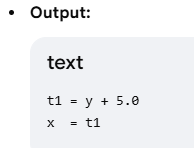 • Output:
text
t1 = y + 5.0
x  = t1